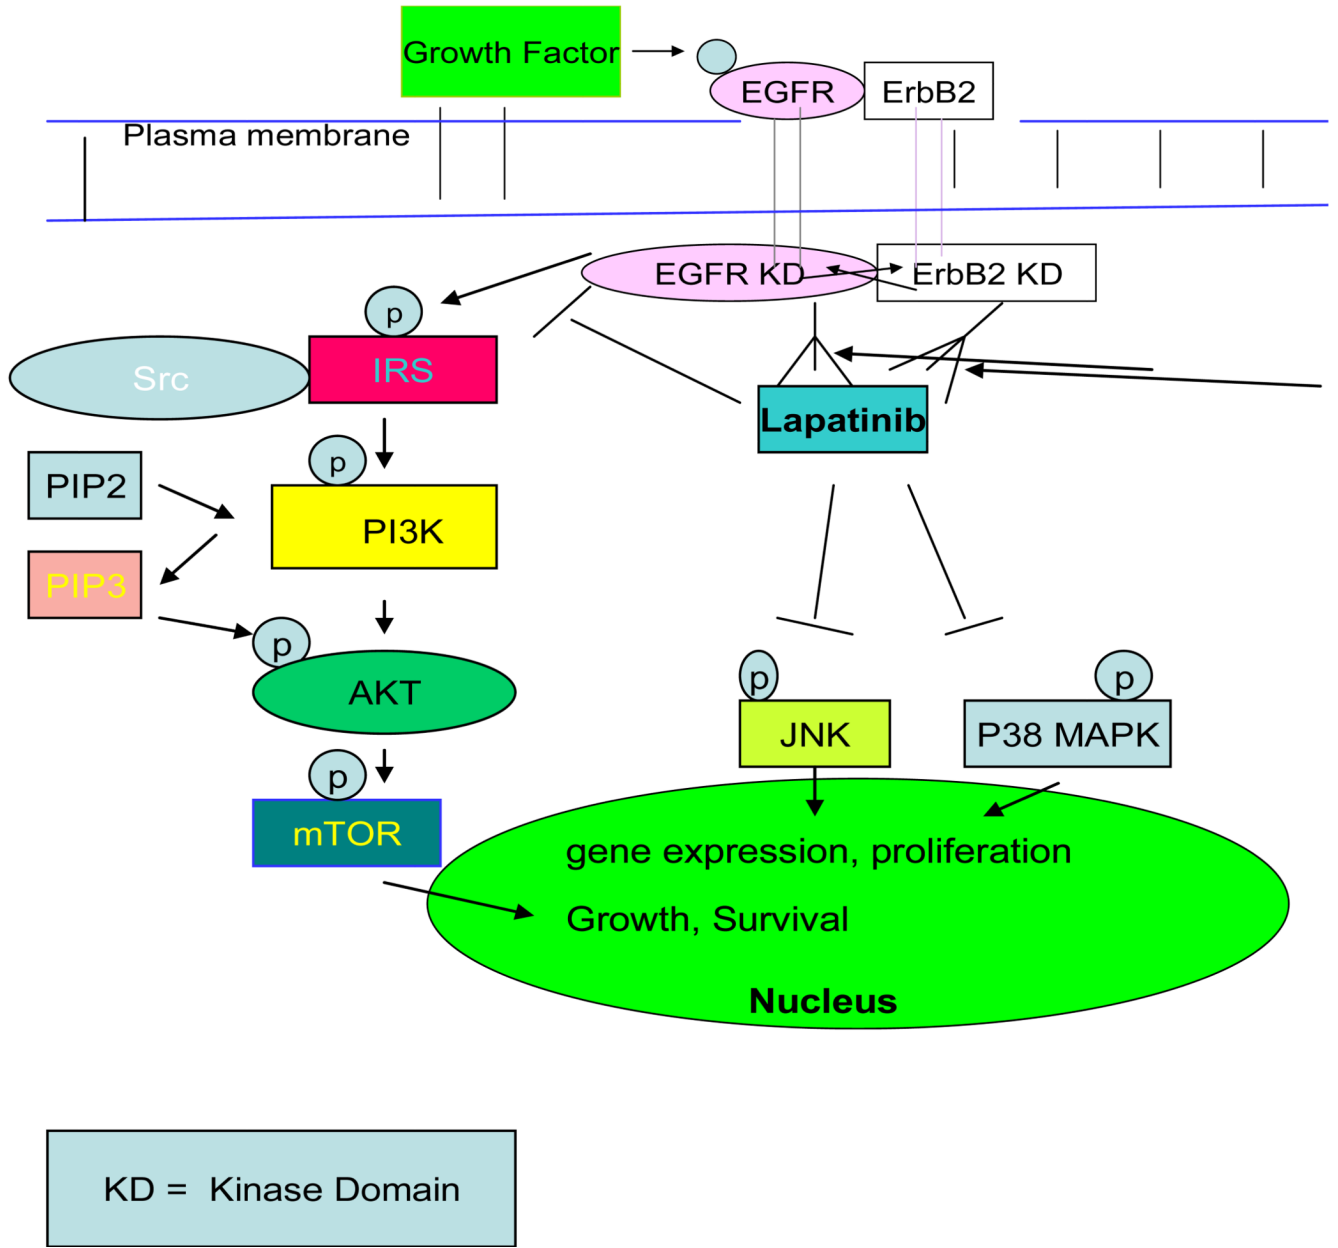 Growth Factor
EGFR
ErbB2
Plasma membrane
EGFR KD
ErbB2 KD
p
IRS
Src
Lapatinib
p
PIP2
PI3K
PIP3
p
AKT
p
p
JNK
P38 MAPK
p
mTOR
gene expression, proliferation
Growth, Survival
Nucleus
KD = Kinase Domain